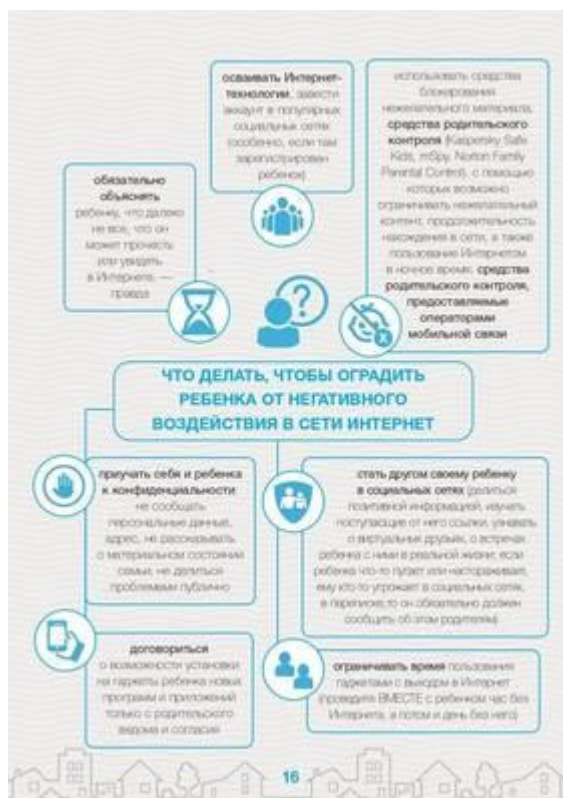 осваивать Интернет-
технологии, завести
аккаунт в популярных
социальных сетях
(особенно, если там
зарегистрирован
ребенок)
использовать средства
блокирования
нежелательного материала,
средства родительского
контроля (Kaspersky Safe
Kids, mSpy, Norton Family
Parental Control), с помощью
которых возможно
ограничивать нежелательный
контент, продолжительность
нахождения в сети, а также
пользование Интернетом
в ночное время; средства
родительского контроля,
предоставляемые
операторами
мобильной связи
обязательно
объяснять
ребенку, что далеко
не все, что он
может прочесть
или увидеть
в Интернете, —
правда
ЧТО ДЕЛАТЬ, ЧТОБЫ ОГРАДИТЬ
РЕБЕНКА ОТ НЕГАТИВНОГО
ВОЗДЕЙСТВИЯ В СЕТИ ИНТЕРНЕТ
приучать себя и ребенка
к конфиденциальности:
не сообщать
персональные данные,
адрес, не рассказывать
о материальном состоянии
семьи, не делиться
проблемами публично
стать другом своему ребенку
в социальных сетях (делиться
позитивной информацией, изучать
поступающие от него ссылки, узнавать
о виртуальных друзьях, о встречах
ребенка с ними в реальной жизни; если
ребенка что-то пугает или настораживает,
ему кто-то угрожает в социальных сетях,
в переписке, то он обязательно должен
сообщить об этом родителям)
договориться
о возможности установки
на гаджеты ребенка новых
программ и приложений
только с родительского
ведома и согласия
ограничивать время пользования
гаджетами с выходом в Интернет
(проведите ВМЕСТЕ с ребенком час без
Интернета, а потом и день без него)
16